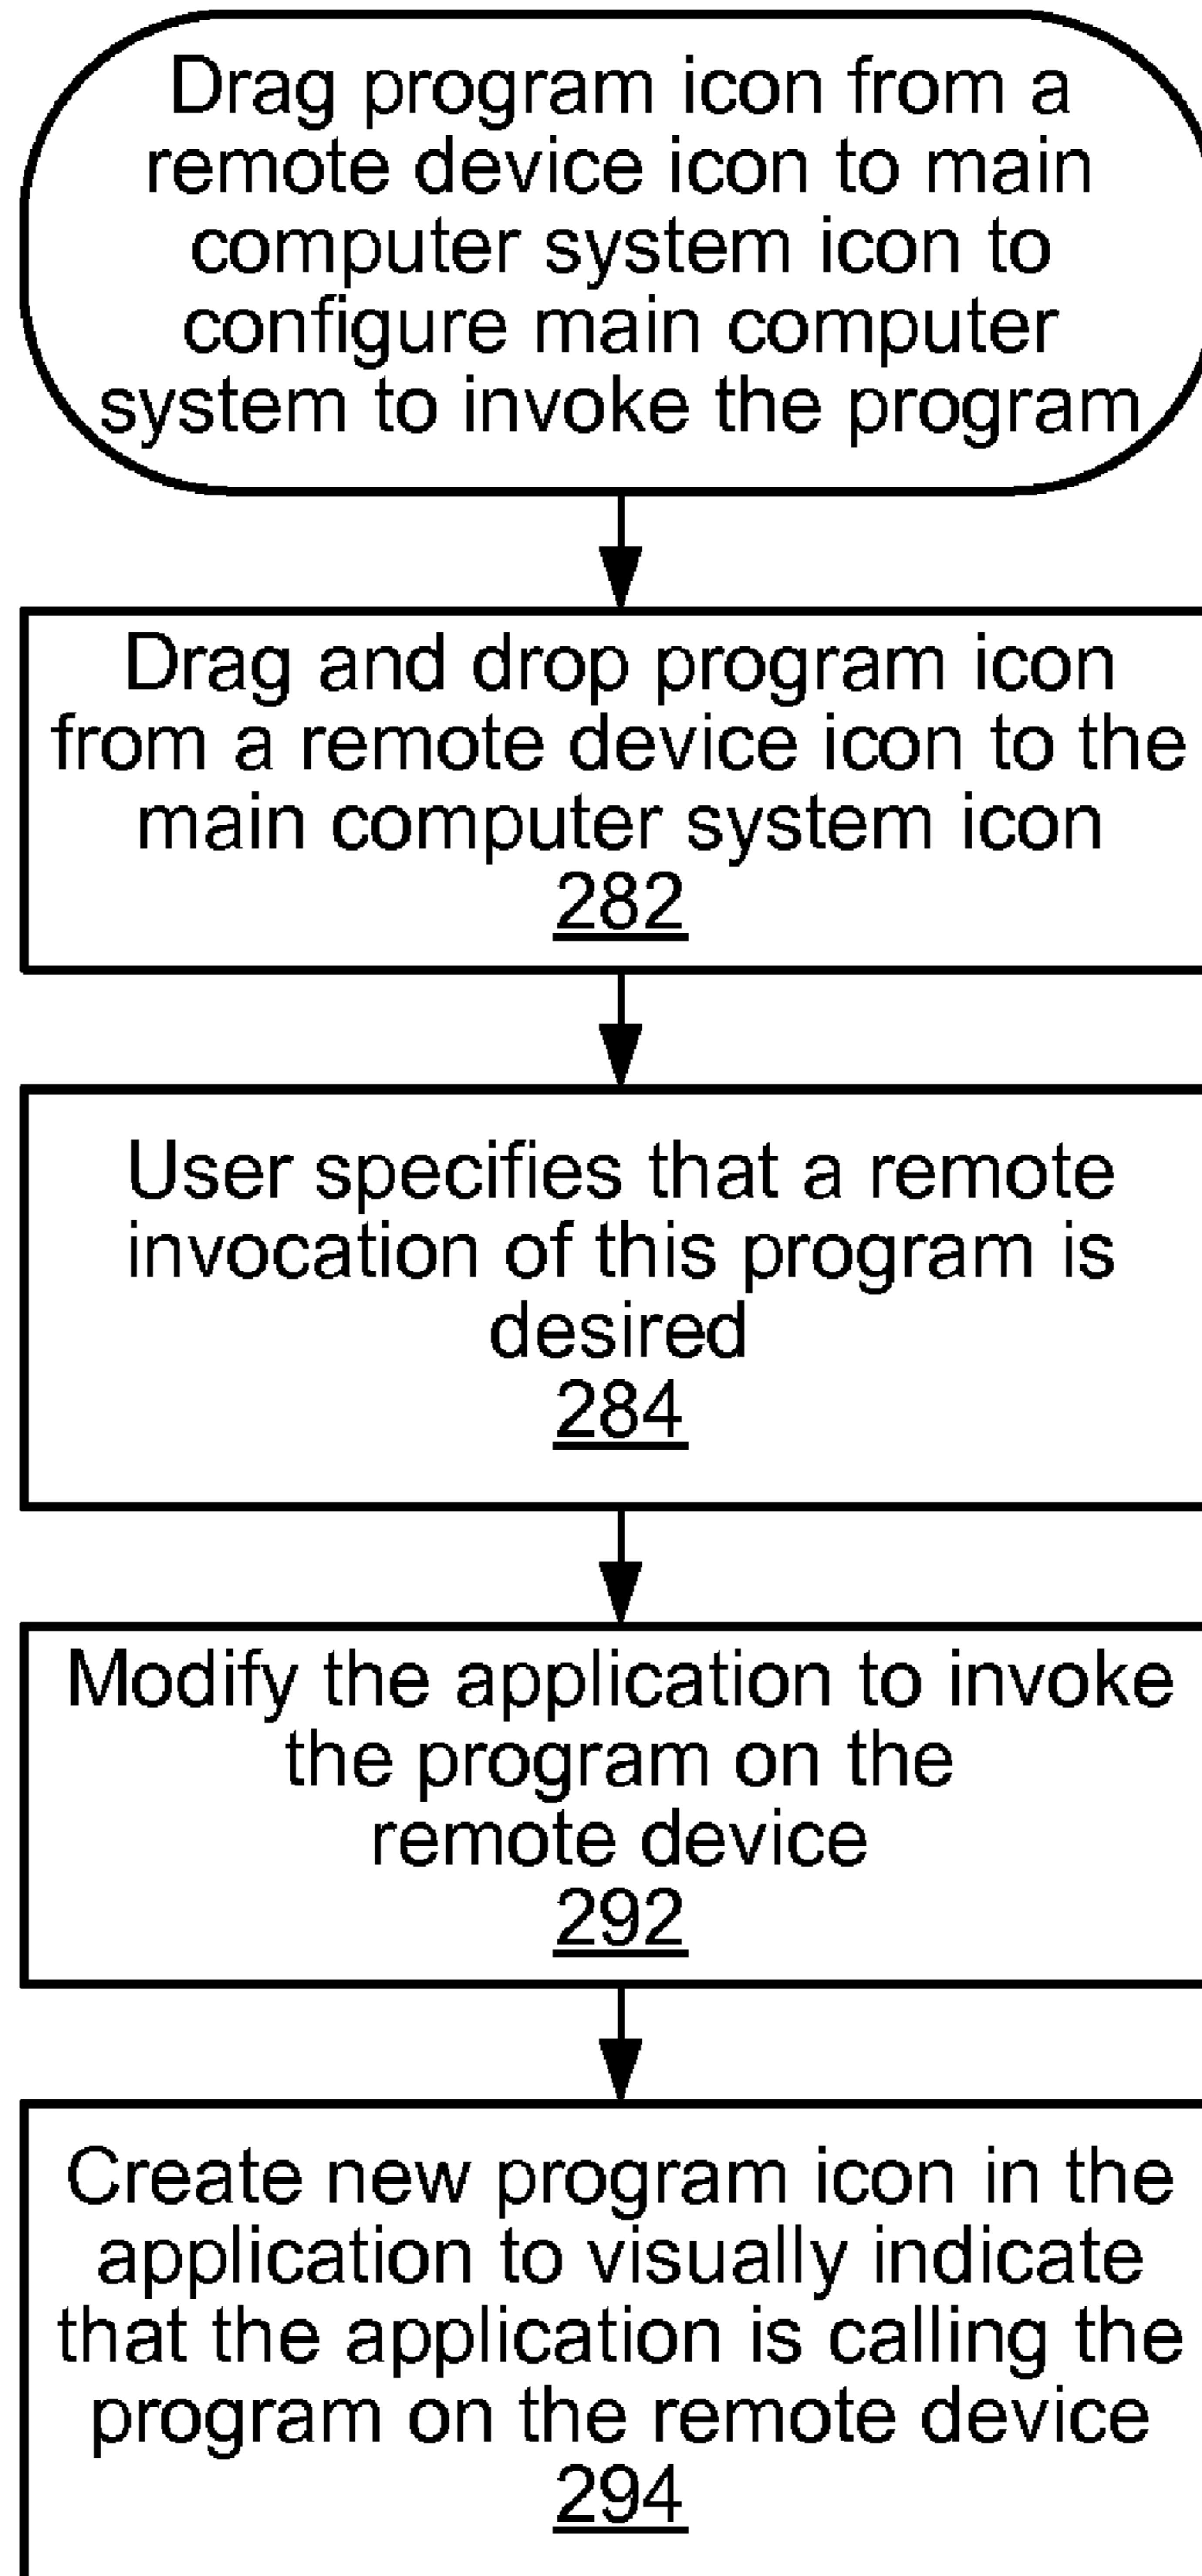 Drag program icon from a
remote device icon to main
computer system icon to
configure main computer
system to invoke the program
Drag and drop program icon
from a remote device icon to the
main computer system icon
282
User specifies that a remote
invocation of this program is
desired
284
Modify the application to invoke
the program on the
remote device
292
Create new program icon in the
application to visually indicate
that the application is calling the
program on the remote device
294